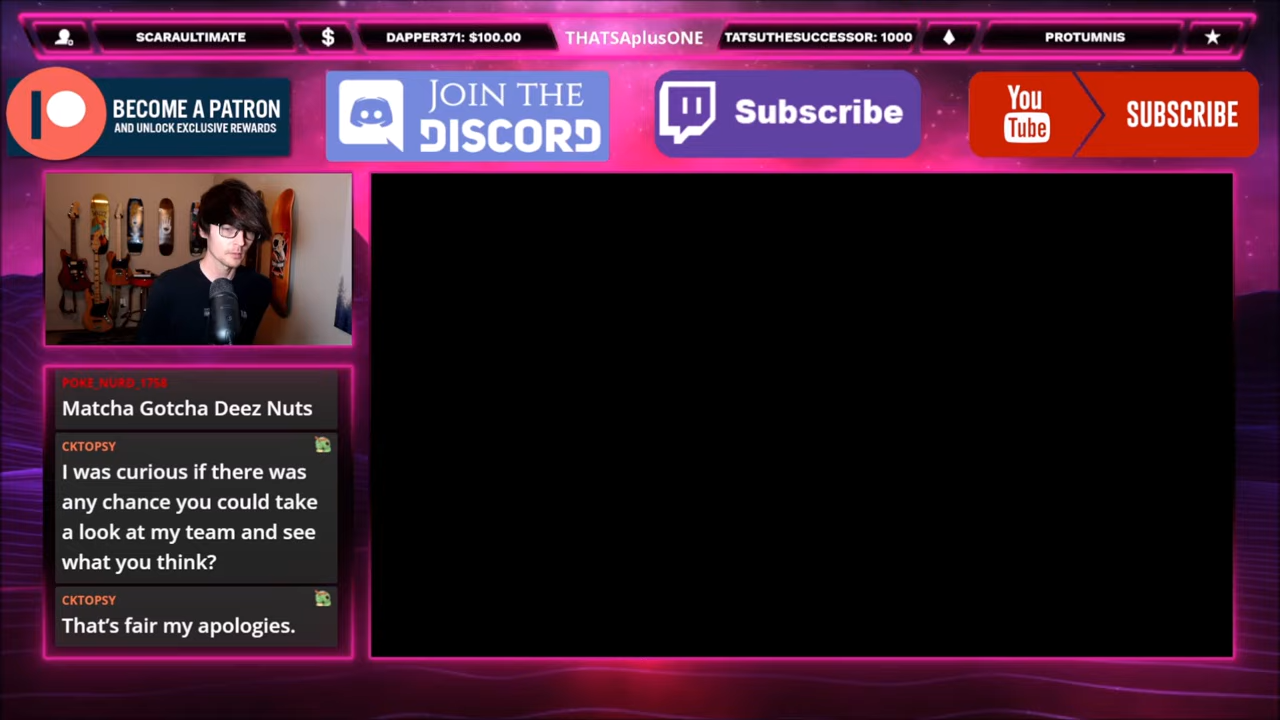 SCARAULTIMATE
$
DAPPER371: $100.00
THATSAplusONE
TATSUTHESUCCESSOR: 1000
PROTUMNIS
BECOME A PATRON
AND UNLOCK EXCLUSIVE REWARDS
JOIN THE
DISCORD
Subscribe
You
Tube
SUBSCRIBE
POKE_NURD_1758
Matcha Gotcha Deez Nuts
CKTOPSY
I was curious if there was
any chance you could take
a look at my team and see
what you think?
CKTOPSY
That's fair my apologies.